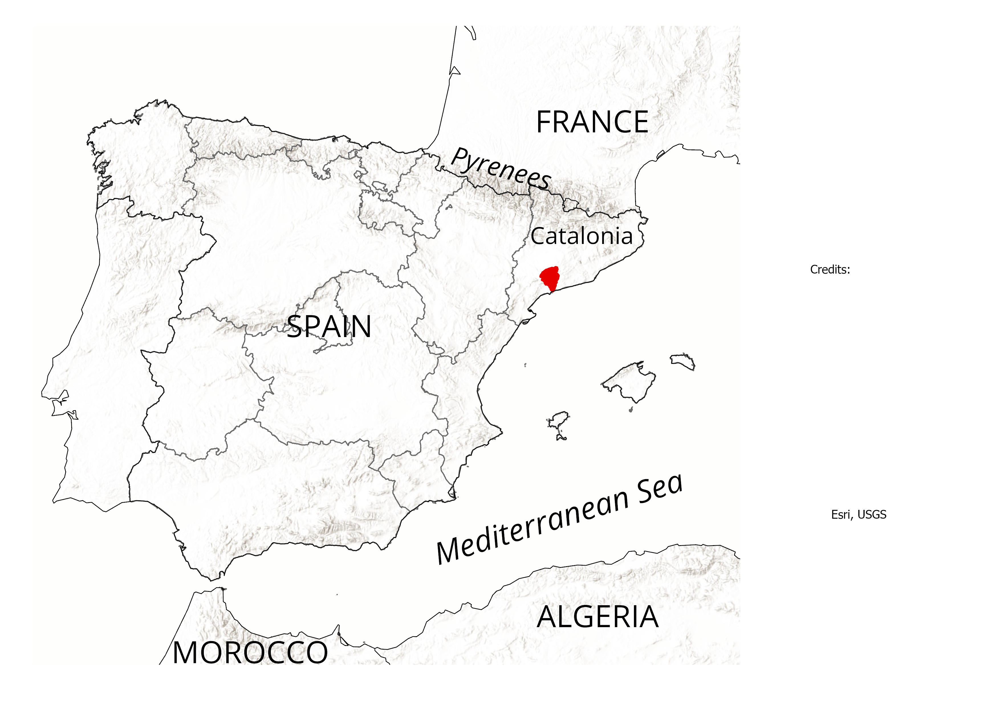 FRANCE
Pyrenees
Catalonia
Credits:
SPAIN
Mediterranean Sea
Esri, USGS
ALGERIA
MOROCCO